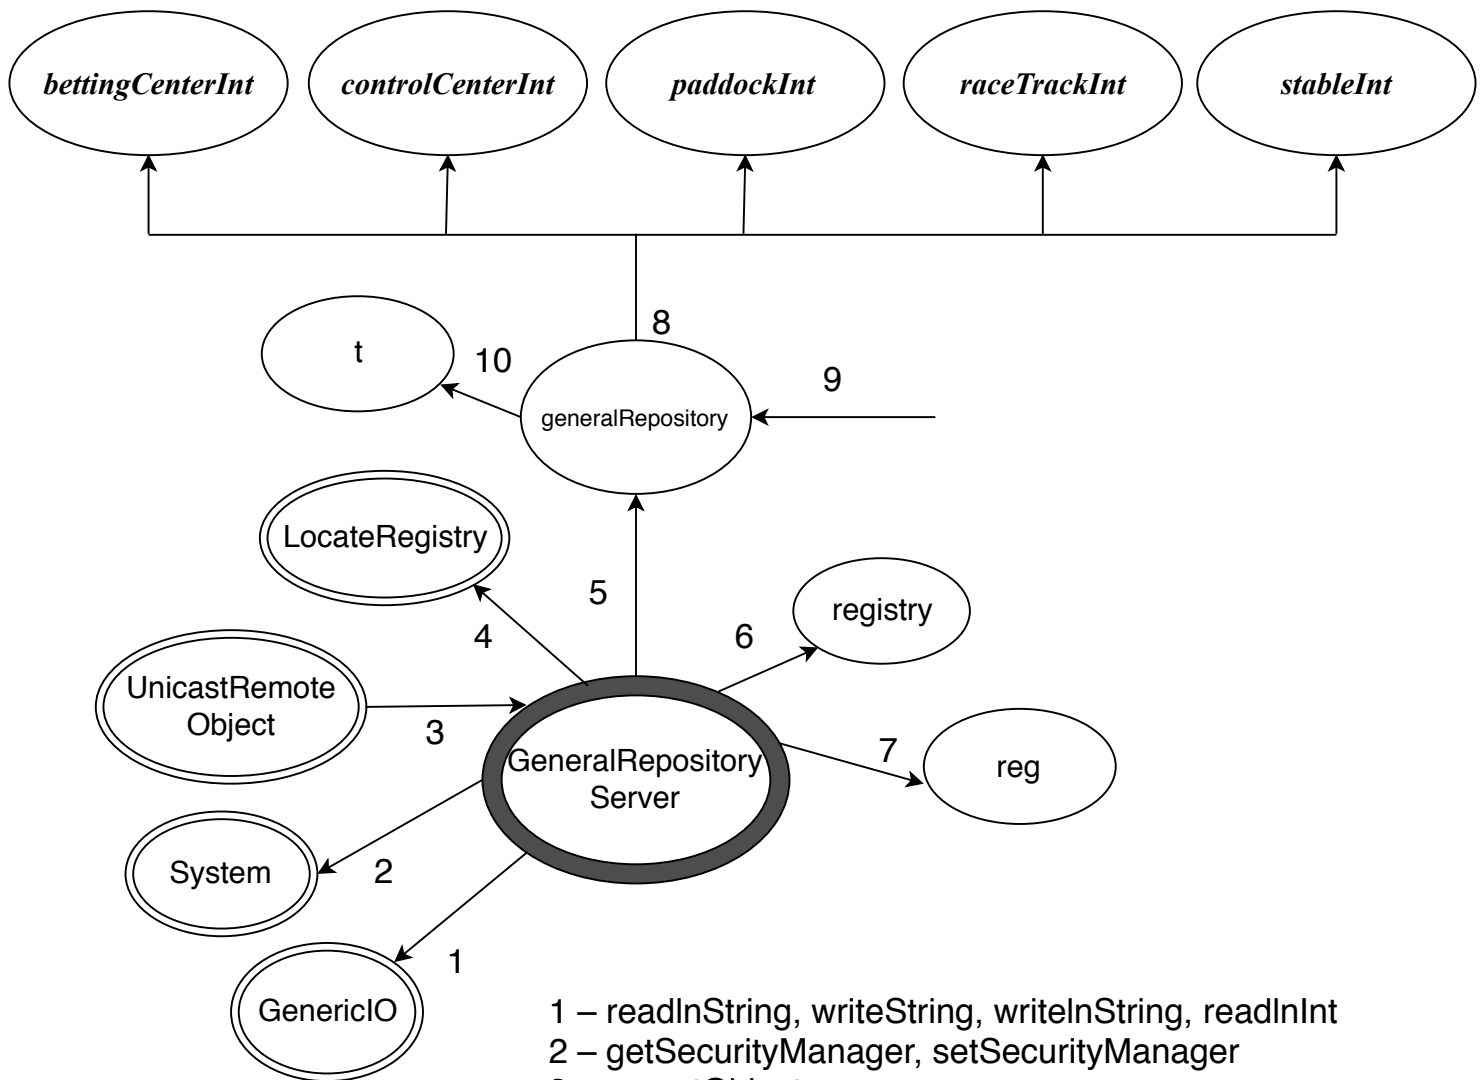 bettingCenterInt
controlCenterInt
paddockInt
raceTrackInt
stableInt
8
t
10
9
generalRepository
LocateRegistry
5
registry
4
6
UnicastRemote
Object
3
7
reg
GeneralRepository
Server
System
2
1
GenericIO
1 – readlnString, writeString, writelnString, readlnInt
2 – getSecurityManager, setSecurityManager